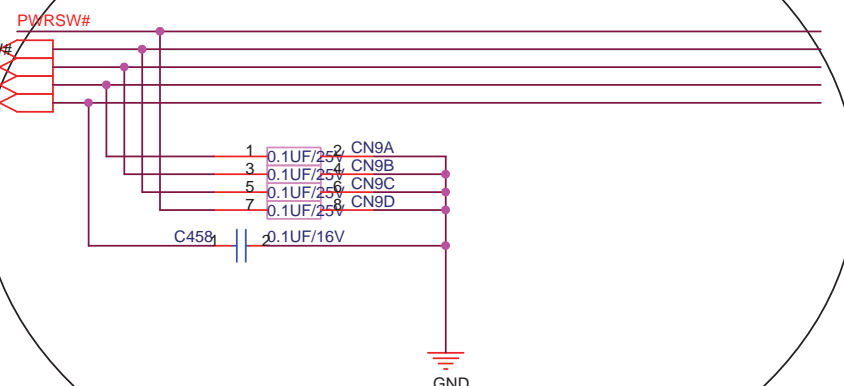 PWRSW#
#
1 0.1UF/25V 2 CN9A
3 0.1UF/25V 4 CN9B
5 0.1UF/25V 6 CN9C
7 0.1UF/25V 8 CN9D
C458 1 2 0.1UF/16V
GND